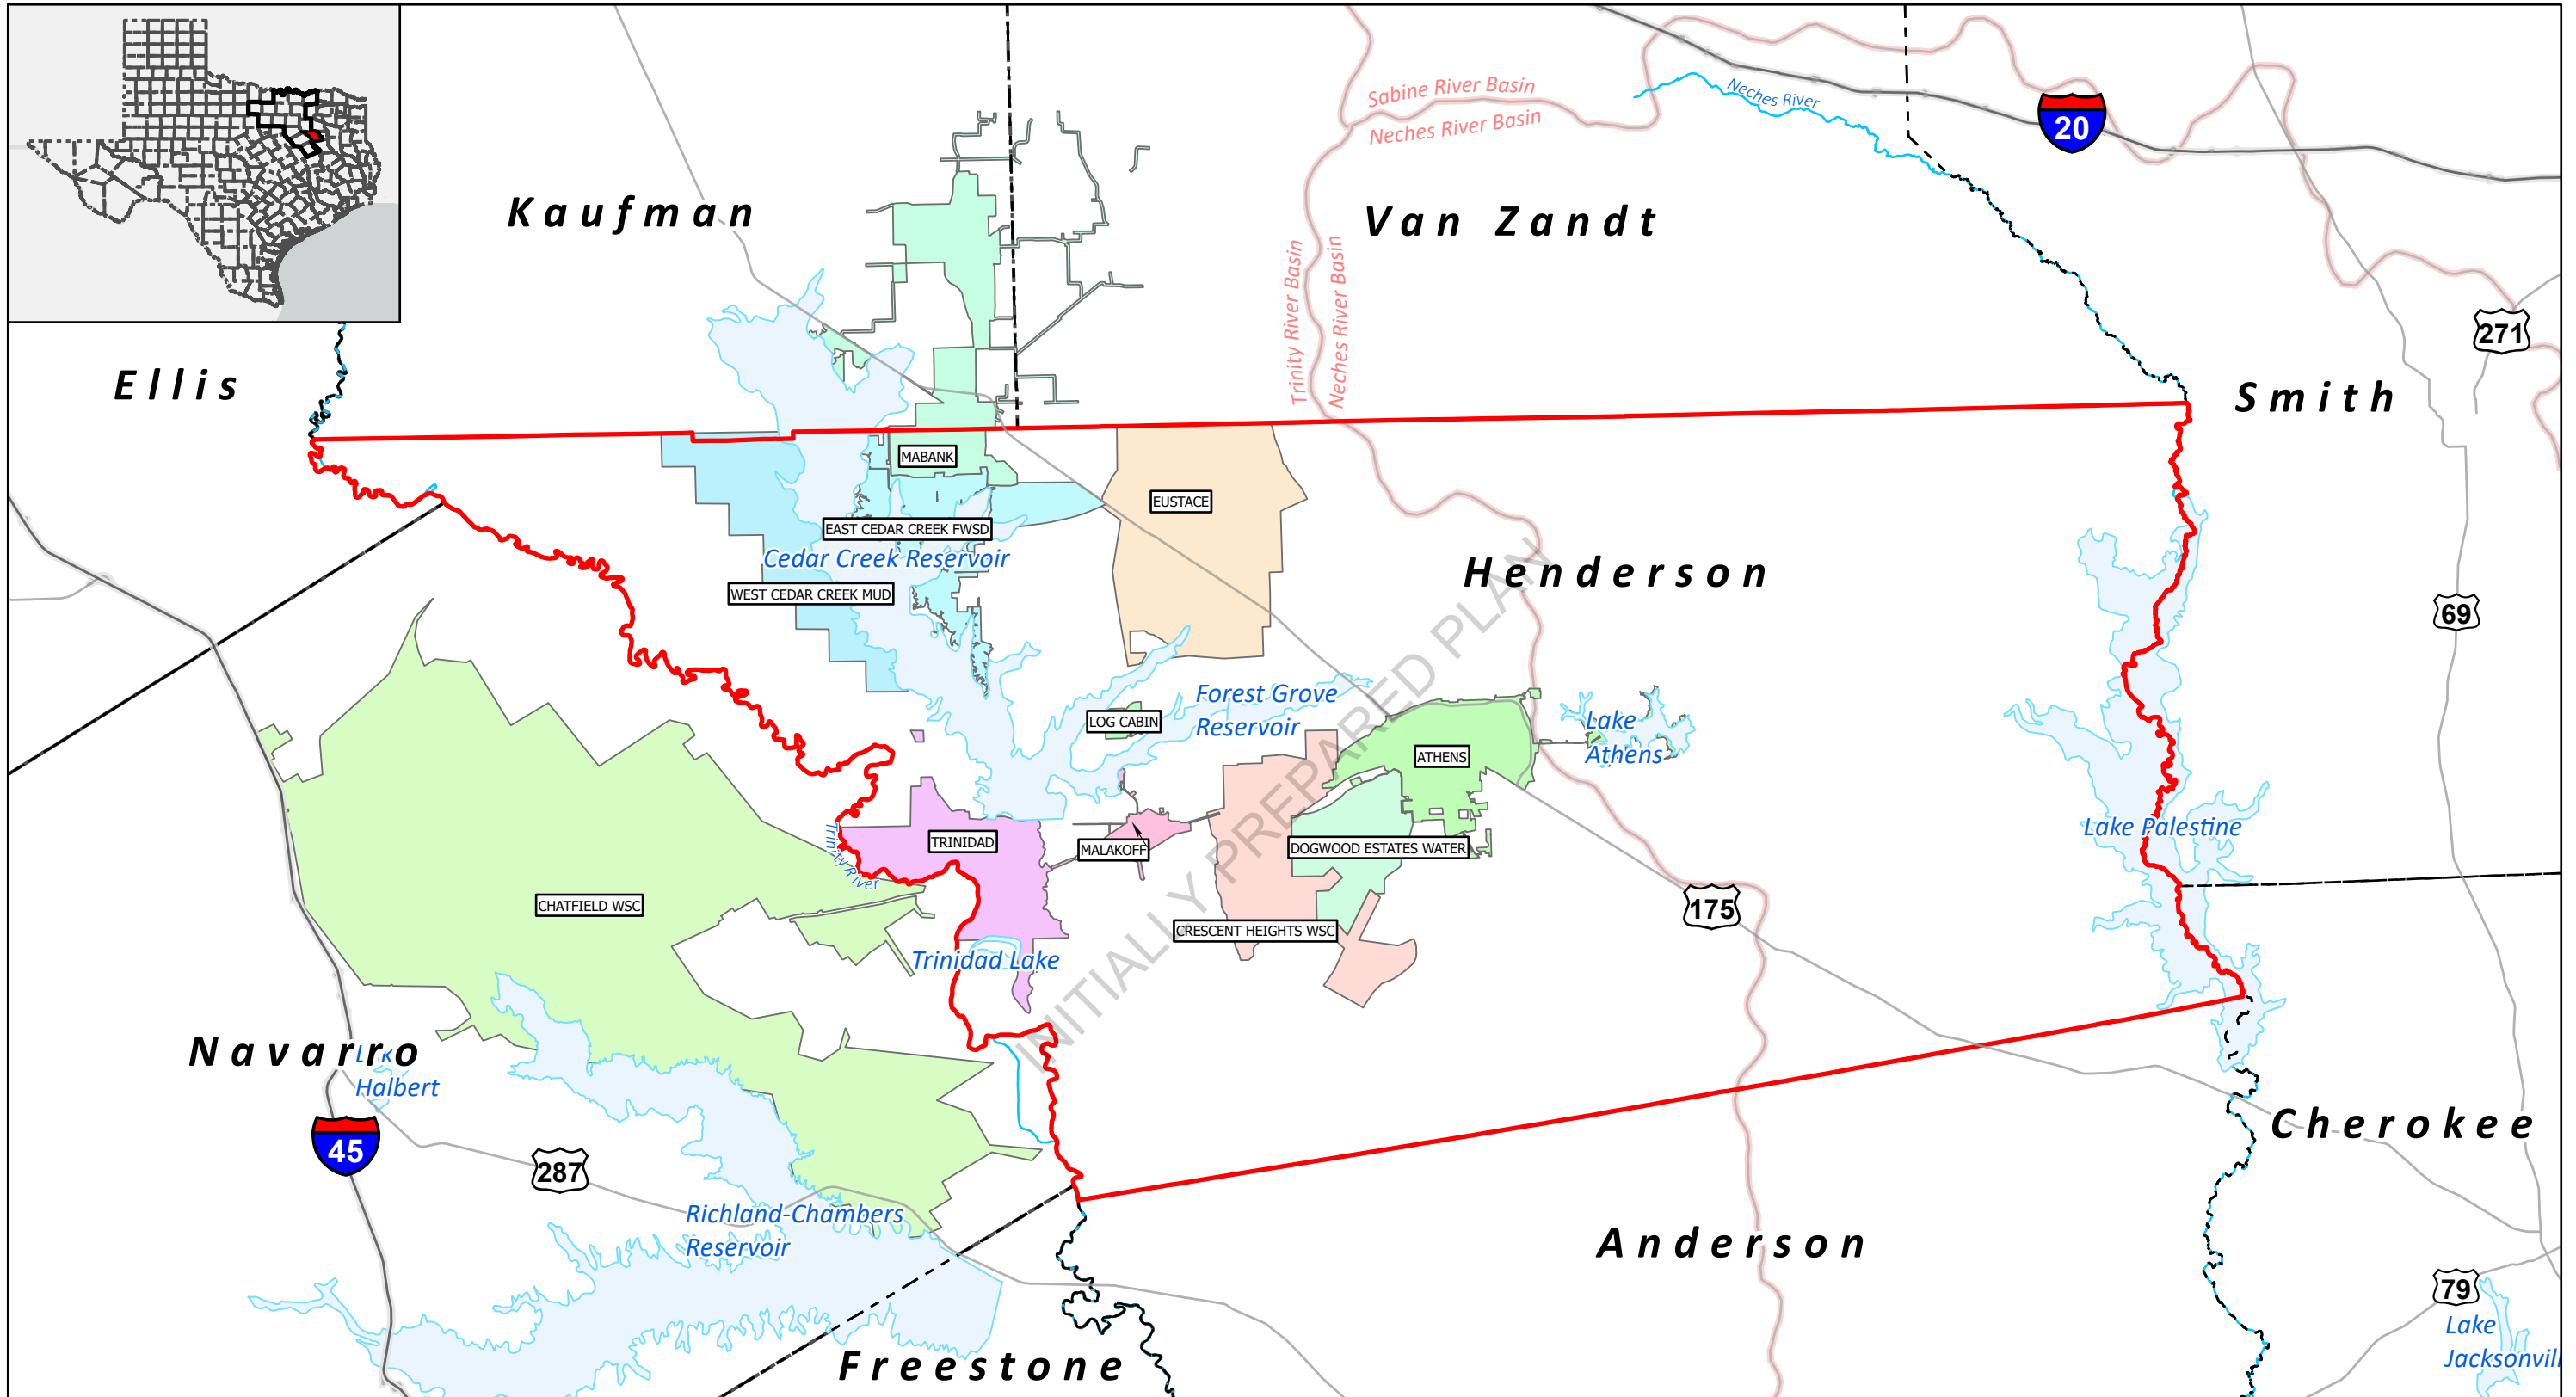 Sabine River Basin
Neches River Basin
Neches River
20
Kaufman
Van Zandt
Trinity River Basin
Neches River Basin
271
Ellis
Smith
MABANK
EUSTACE
EAST CEDAR CREEK FWSD
Cedar Creek Reservoir
Henderson
WEST CEDAR CREEK MUD
69
Forest Grove
Reservoir
LOG CABIN
Lake
Athens
ATHENS
Lake Palestine
TRINIDAD
MALAKOFF
DOGWOOD ESTATES WATER
Trinity River
CHATFIELD WSC
175
CRESCENT HEIGHTS WSC
Trinidad Lake
INITIALLY PREPARED PLAN
Navarro
Halbert
45
287
Cherokee
Richland-Chambers
Reservoir
Anderson
79
Freestone
Lake
Jacksonvil